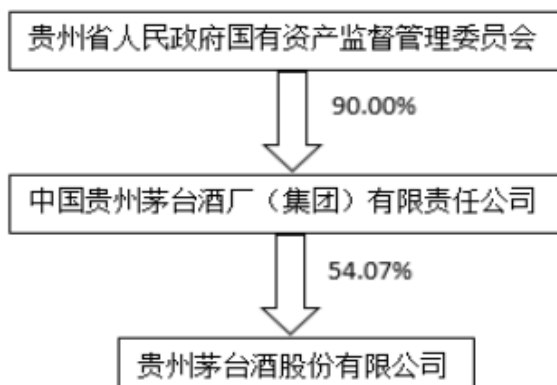 贵州省人民政府国有资产监督管理委员会
90.00%
中国贵州茅台酒厂（集团）有限责任公司
54.07%
贵州茅台酒股份有限公司